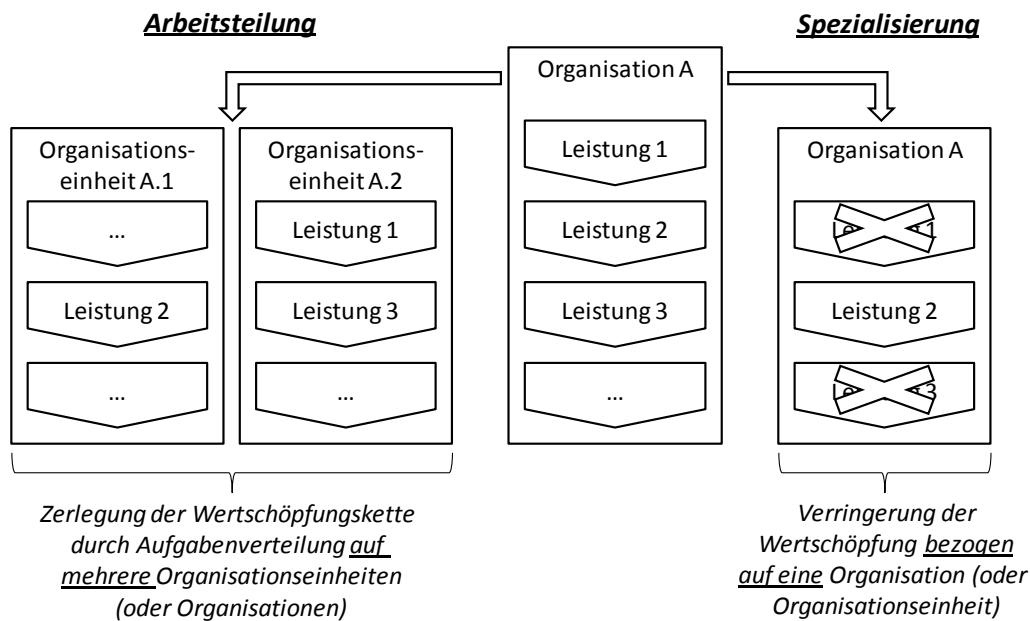 Arbeitsteilung
Spezialisierung
Organisation A
Leistung 1
Leistung 2
Leistung 3
...
Organisations-
einheit A.1
...
Leistung 2
...
Organisations-
einheit A.2
Leistung 1
Leistung 3
...
Organisation A
Leistung 2
Zerlegung der Wertschöpfungskette
durch Aufgabenverteilung auf
mehrere Organisationseinheiten
(oder Organisationen)
Verringerung der
Wertschöpfung bezogen
auf eine Organisation (oder
Organisationseinheit)